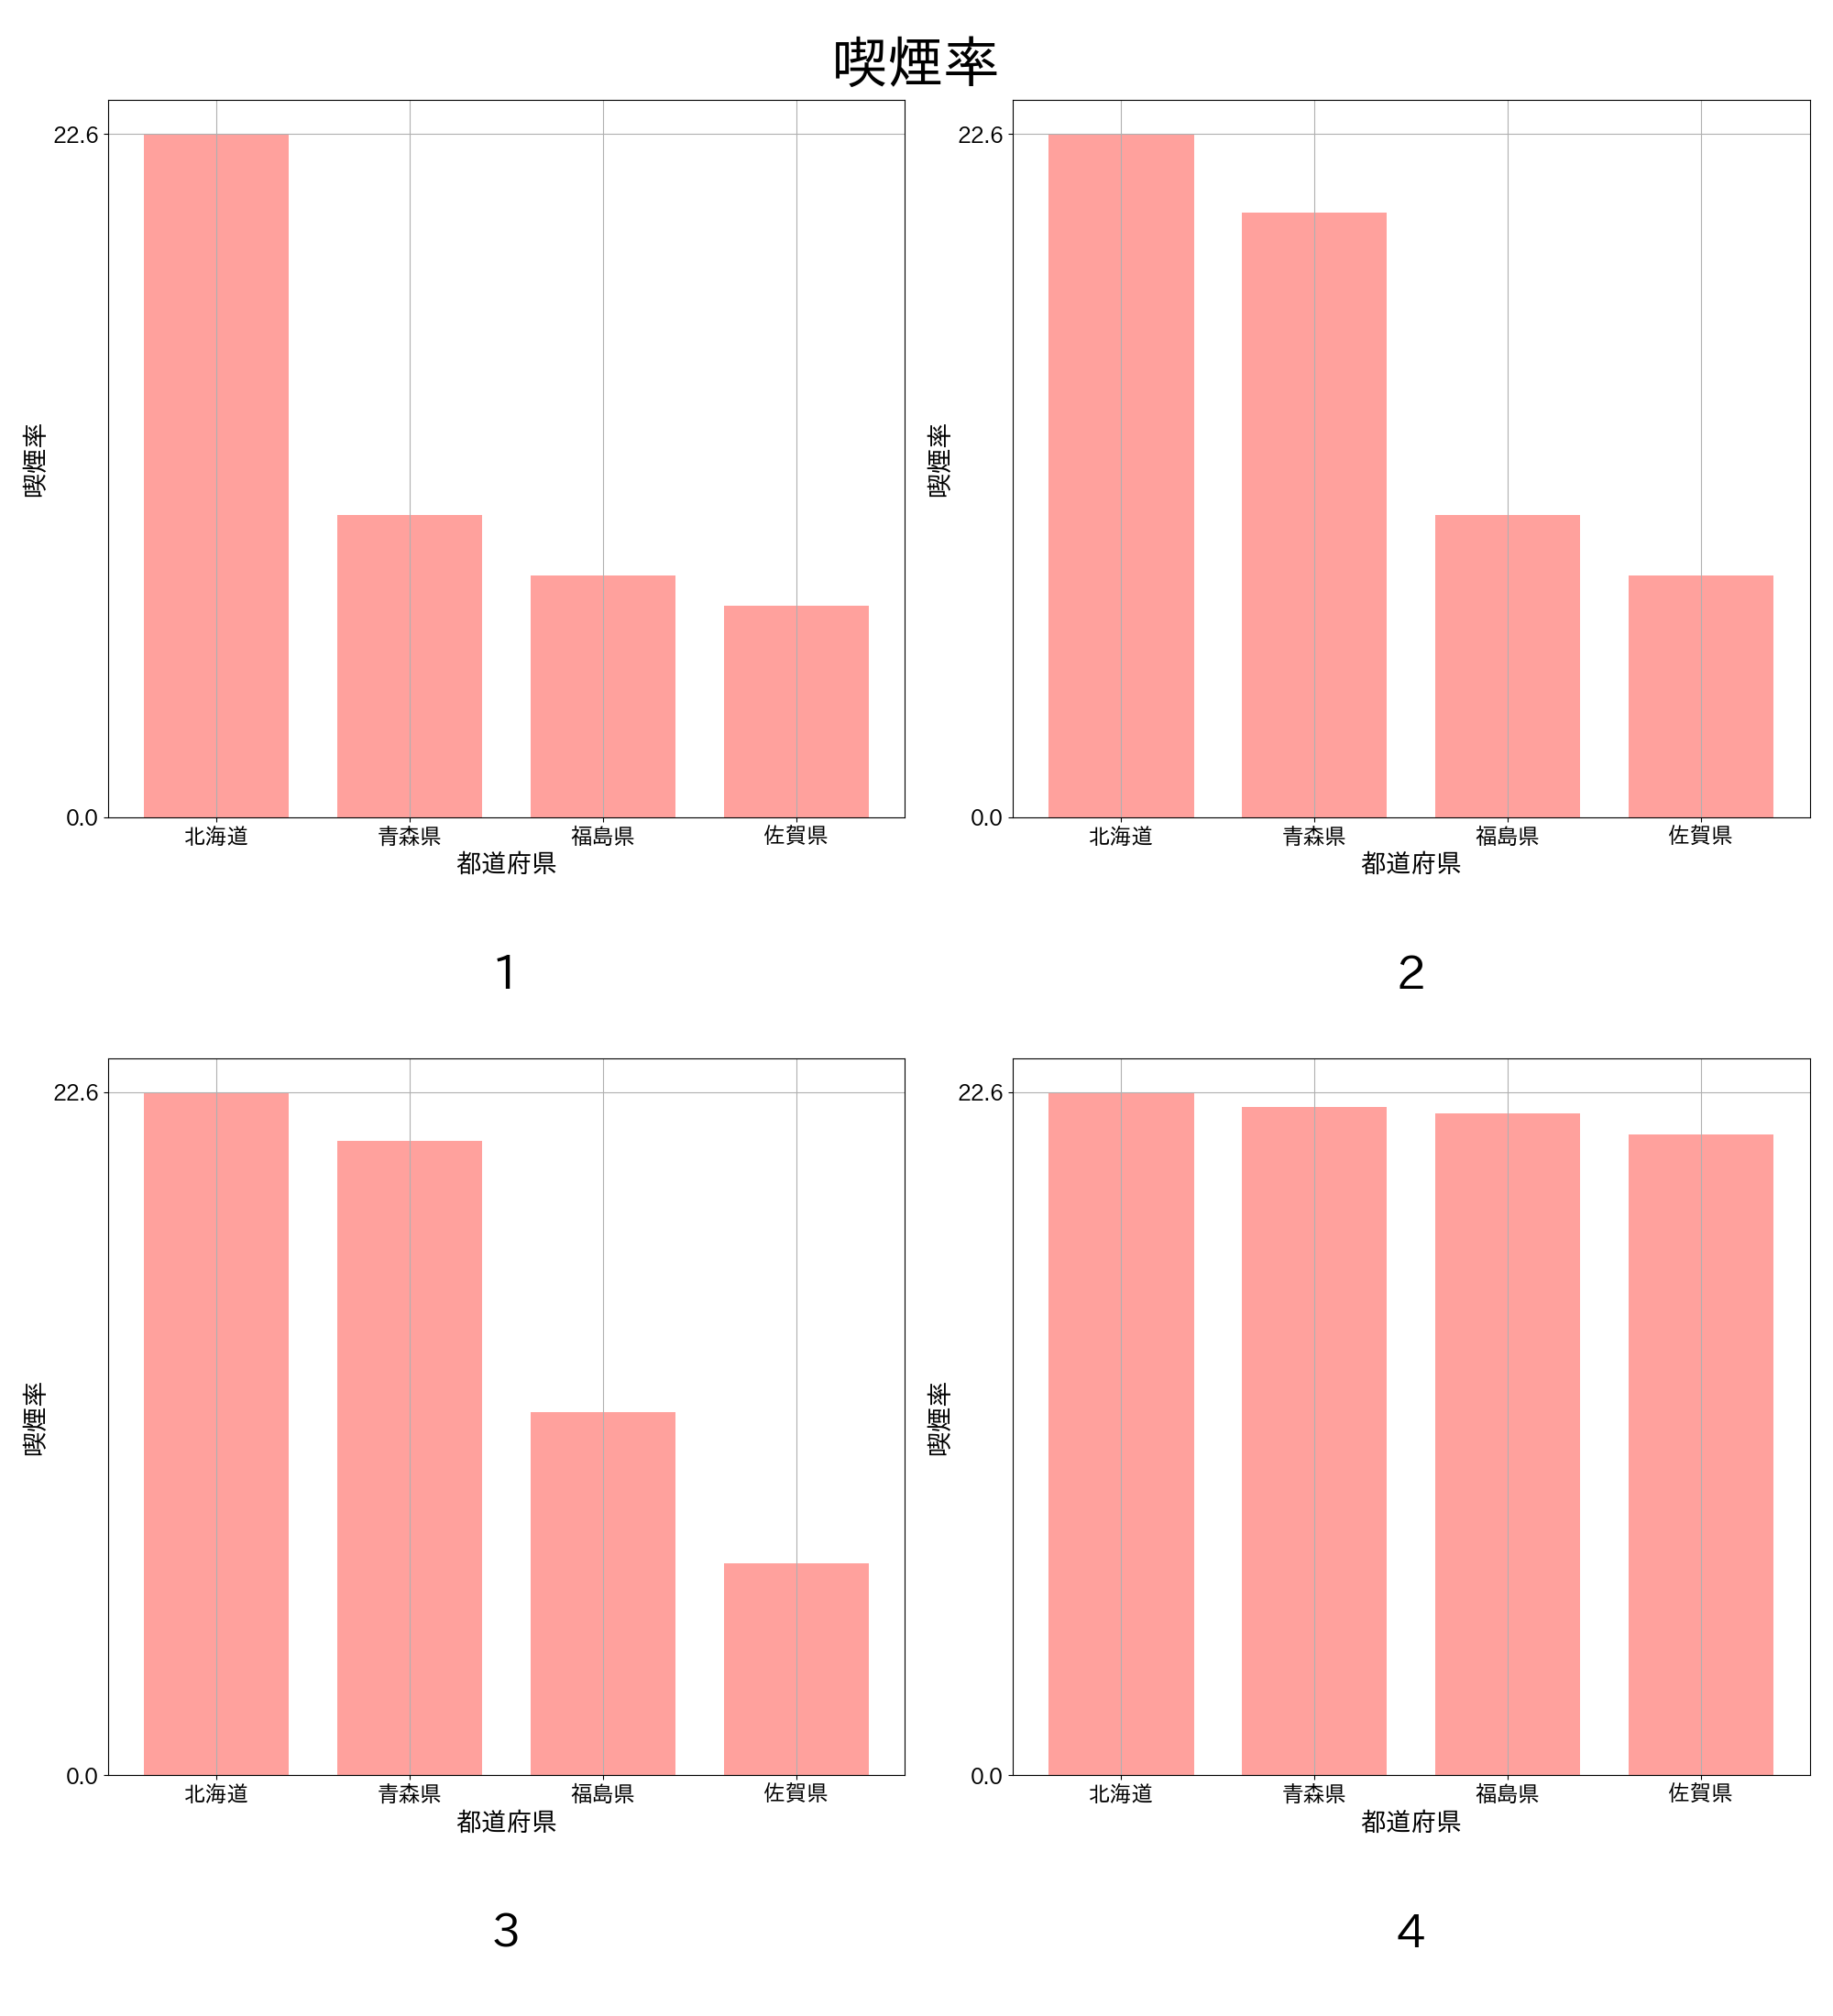 喫煙率
22.6
0.0
喫煙率
北海道 青森県 福島県 佐賀県
都道府県
1
22.6
0.0
喫煙率
北海道 青森県 福島県 佐賀県
都道府県
2
22.6
0.0
喫煙率
北海道 青森県 福島県 佐賀県
都道府県
3
22.6
0.0
喫煙率
北海道 青森県 福島県 佐賀県
都道府県
4